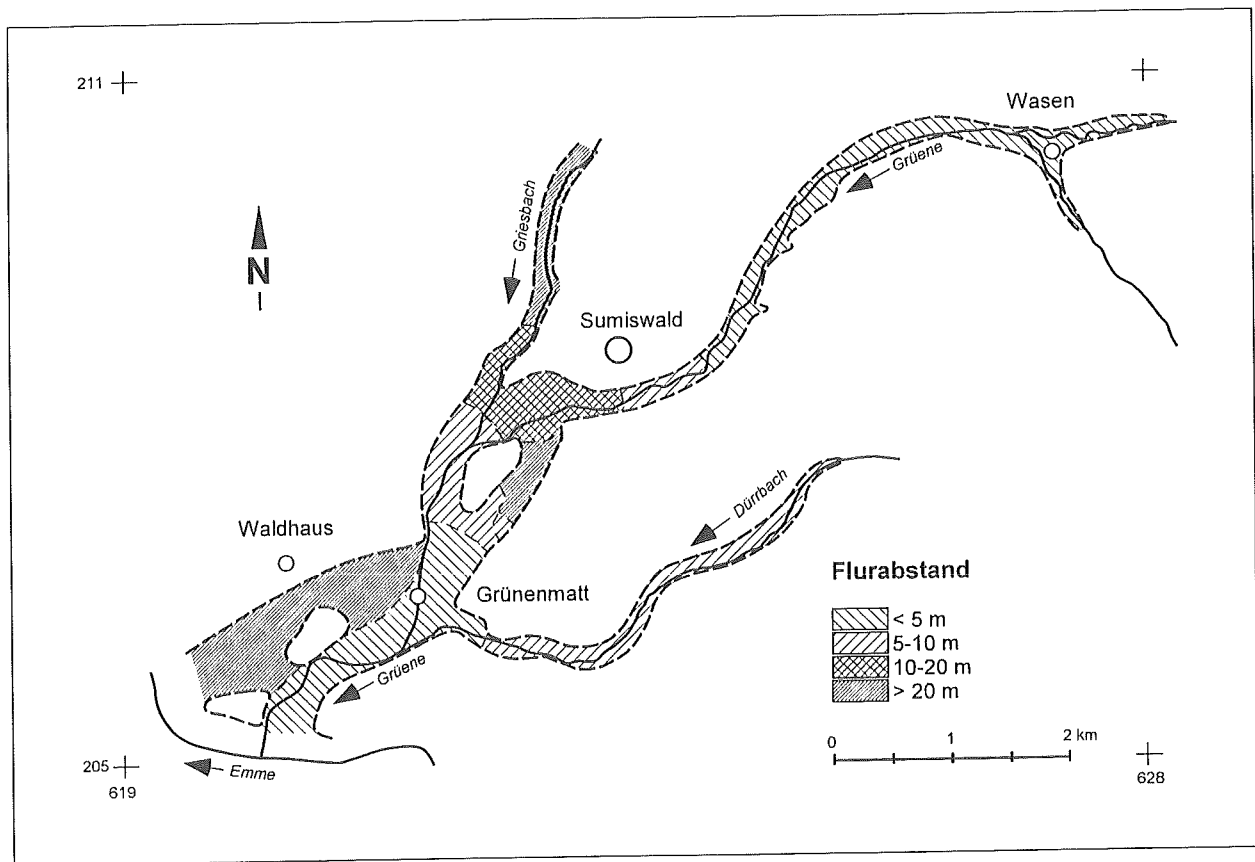 211
Wasen
Grüene
Griesbach
N
Sumiswald
Dürrbach
Waldhaus
Grünenmatt
Grüene
Flurabstand
< 5 m
5-10 m
10-20 m
> 20 m
0 1 2 km
205
619
Emme
628